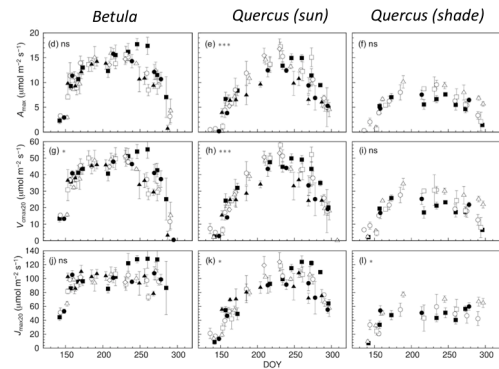 Betula Quercus (sun) Quercus (shade)
(d) ns (e) *** (f) ns
20
15
10
5
0
Amax (μmol m−2 s−1)
(g) * (h) *** (i) ns
60
50
40
30
20
10
0
Vcmax20 (μmol m−2 s−1)
(j) ns (k) * (l) *
140
120
100
80
60
40
20
0
Jmax20 (μmol m−2 s−1)
150 200 250 300 150 200 250 300 150 200 250 300
DOY